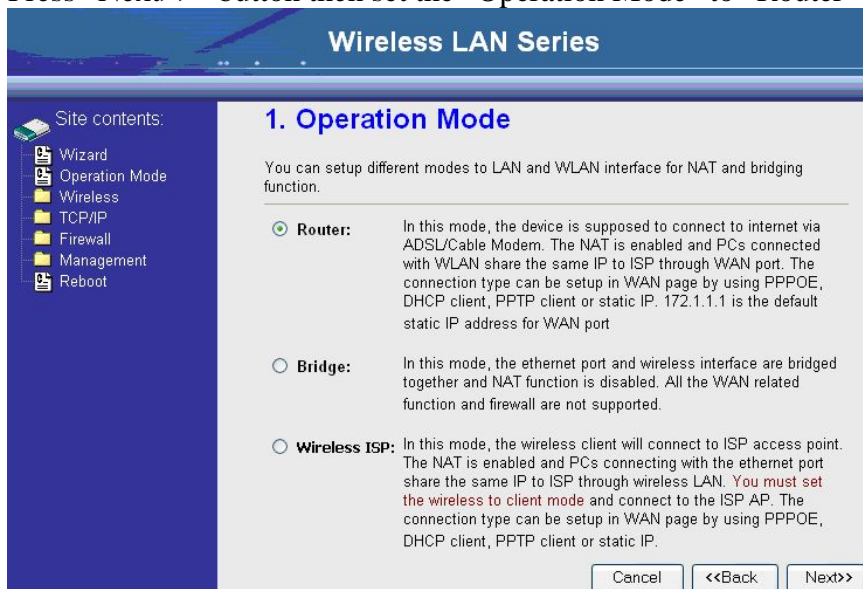 Press "Next>>" button then set the "Operation Mode" to "Router"
Wireless LAN Series
Site contents:
Wizard
Operation Mode
Wireless
TCP/IP
Firewall
Management
Reboot
1. Operation Mode
You can setup different modes to LAN and WLAN interface for NAT and bridging
function.
Router:
In this mode, the device is supposed to connect to internet via
ADSL/Cable Modem. The NAT is enabled and PCs connected
with WLAN share the same IP to ISP through WAN port. The
connection type can be setup in WAN page by using PPPOE,
DHCP client, PPTP client or static IP. 172.1.1.1 is the default
static IP address for WAN port
Bridge:
In this mode, the ethernet port and wireless interface are bridged
together and NAT function is disabled. All the WAN related
function and firewall are not supported.
Wireless ISP:
In this mode, the wireless client will connect to ISP access point.
The NAT is enabled and PCs connecting with the ethernet port
share the same IP to ISP through wireless LAN. You must set
the wireless to client mode and connect to the ISP AP. The
connection type can be setup in WAN page by using PPPOE,
DHCP client, PPTP client or static IP.
Cancel
<<Back
Next>>